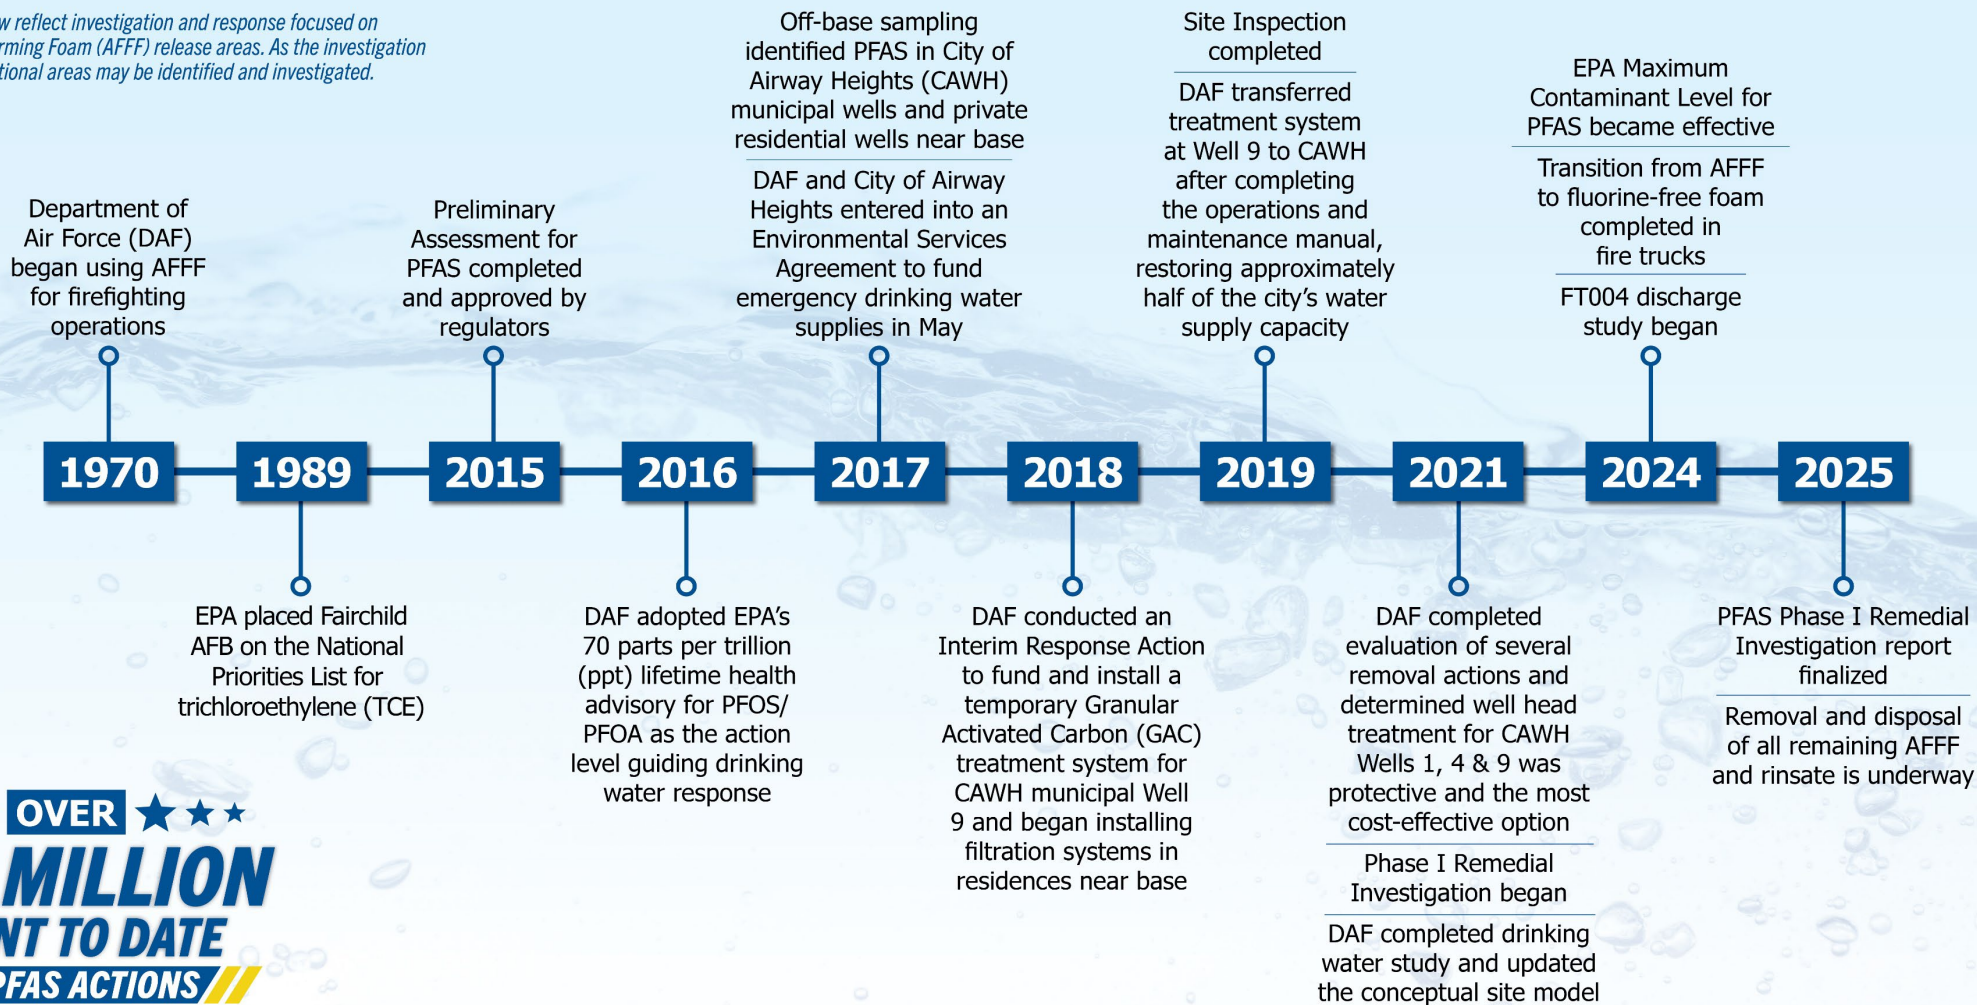 w reflect investigation and response focused on
rming Foam (AFFF) release areas. As the investigation
tional areas may be identified and investigated.
Department of
Air Force (DAF)
began using AFFF
for firefighting
operations
Preliminary
Assessment for
PFAS completed
and approved by
regulators
Off-base sampling
identified PFAS in City of
Airway Heights (CAWH)
municipal wells and private
residential wells near base
DAF and City of Airway
Heights entered into an
Environmental Services
Agreement to fund
emergency drinking water
supplies in May
Site Inspection
completed
DAF transferred
treatment system
at Well 9 to CAWH
after completing
the operations and
maintenance manual,
restoring approximately
half of the city’s water
supply capacity
EPA Maximum
Contaminant Level for
PFAS became effective
Transition from AFFF
to fluorine-free foam
completed in
fire trucks
FT004 discharge
study began
1970 1989 2015 2016 2017 2018 2019 2021 2024 2025
EPA placed Fairchild
AFB on the National
Priorities List for
trichloroethylene (TCE)
DAF adopted EPA’s
70 parts per trillion
(ppt) lifetime health
advisory for PFOS/
PFOA as the action
level guiding drinking
water response
DAF conducted an
Interim Response Action
to fund and install a
temporary Granular
Activated Carbon (GAC)
treatment system for
CAWH municipal Well
9 and began installing
filtration systems in
residences near base
DAF completed
evaluation of several
removal actions and
determined well head
treatment for CAWH
Wells 1, 4 & 9 was
protective and the most
cost-effective option
Phase I Remedial
Investigation began
DAF completed drinking
water study and updated
the conceptual site model
PFAS Phase I Remedial
Investigation report
finalized
Removal and disposal
of all remaining AFFF
and rinsate is underway
OVER
MILLION
NT TO DATE
PFAS ACTIONS